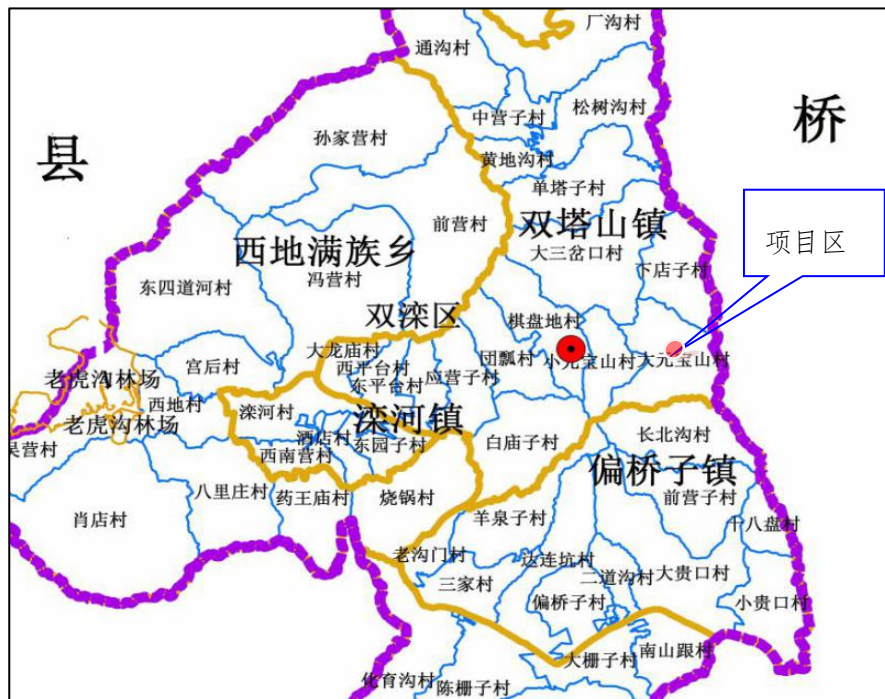 厂沟村
通沟村
松树沟村
中营子村
桥
孙家营村
县
黄地沟村
单塔子村
前营村
双塔山镇
项目区
西地满族乡
大三岔口村
下店子村
冯营村
东四道河村
双滦区
棋盘地村
大龙庙村
团瓢村
小元宝山村
大元宝山村
西平台村
宫后村
应营子村
老虎沟林场
东平台村
西地村
滦河村
滦河镇
老虎沟林场
酒店村
长北沟村
吴营村
西南营村
东园子村
白庙子村
偏桥子镇
八里庄村
药王庙村
烧锅村
前营子村
肖店村
羊泉子村
十八盘村
老沟门村
达连坑村
三家村
二道沟村
大贵口村
偏桥子村
小贵口村
南山跟村
大栅子村
化育沟村
陈栅子村